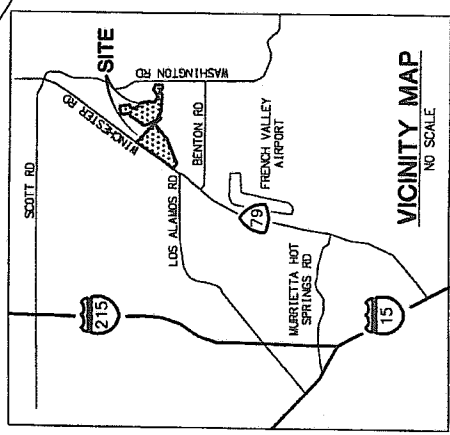 SCOTT RD
SITE
WINCHESTER RD
WASHINGTON RD
215
LOS ALAMOS RD
BENTON RD
FRENCH VALLEY
AIRPORT
79
MURRIETTA HOT
SPRINGS RD
15
VICINITY MAP
NO SCALE